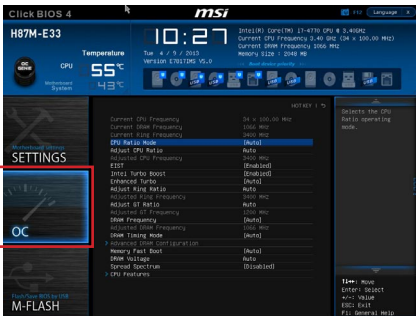 Click BIOS 4
msi
F12
Language
X
H87M-E33
10:27
Tue 4 / 9 / 2013
Version E7817IMS V5.0
Intel(R) Core(TM) i7-4770 CPU @ 3.40GHz
Current CPU Frequency 3.40 GHz (34 x 100.00 MHz)
Current DRAM Frequency 1066 MHz
Memory Size : 2048 MB
Boot device priority
Temperature
OC GENIE
CPU
55°C
Motherboard
System
43°C
HOT KEY
Motherboard settings
SETTINGS
OC
Flash/Save BIOS by USB
M-FLASH
Current CPU Frequency 34 x 100.00 MHz
Current DRAM Frequency 1066 MHz
Current Ring Frequency 3400 MHz
CPU Ratio Mode [Auto]
Adjust CPU Ratio Auto
Adjusted CPU Frequency 3400 MHz
EIST [Enabled]
Intel Turbo Boost [Enabled]
Enhanced Turbo [Auto]
Adjust Ring Ratio Auto
Adjusted Ring Frequency 3400 MHz
Adjust GT Ratio Auto
Adjusted GT Frequency 1200 MHz
DRAM Frequency [Auto]
Adjusted DRAM Frequency 1066 MHz
DRAM Timing Mode [Auto]
> Advanced DRAM Configuration
Memory Fast Boot [Auto]
DRAM Voltage Auto
Spread Spectrum [Disabled]
> CPU Features
Selects the CPU
Ratio operating
mode.
↑↓←→: Move
Enter: Select
+/-: Value
ESC: Exit
F1: General Help